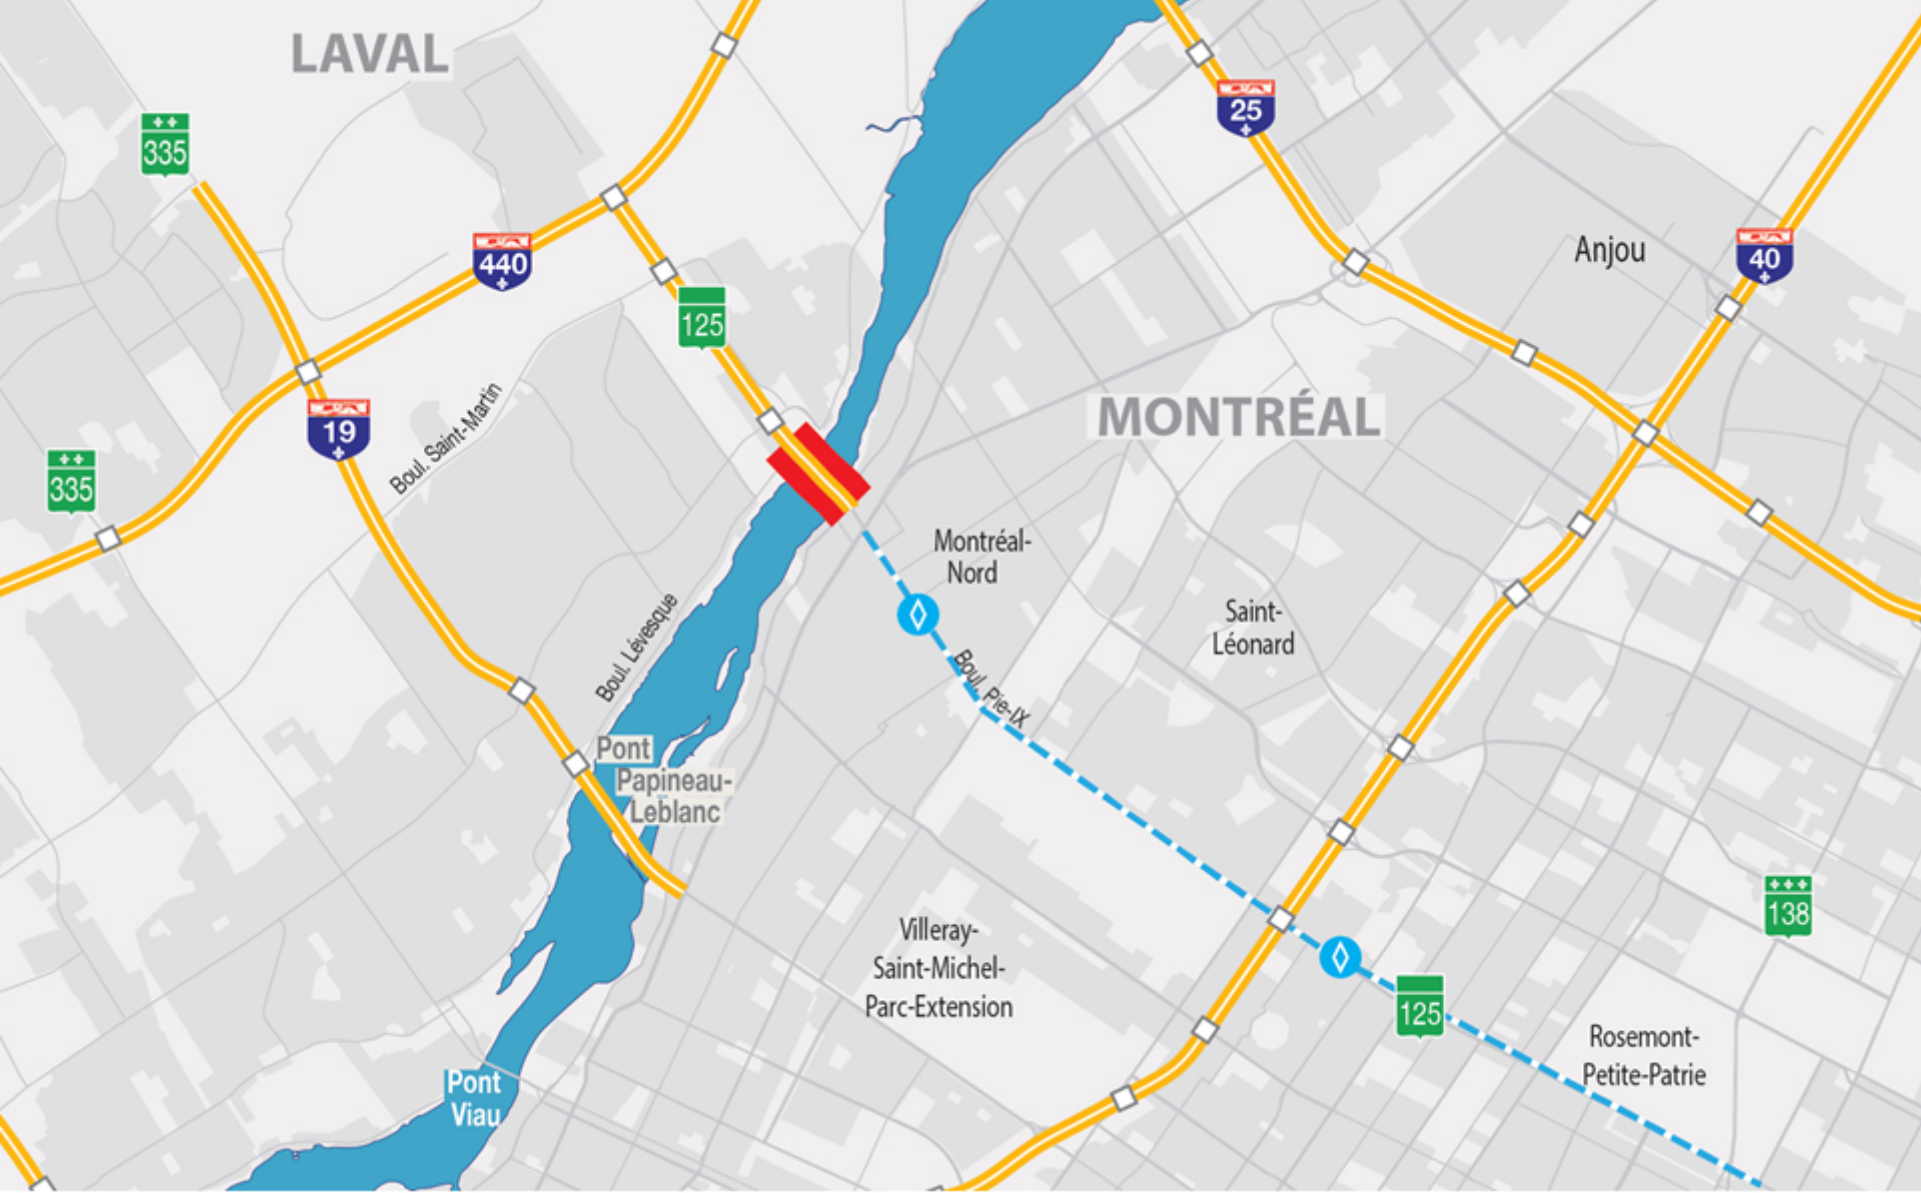 LAVAL
335
25
440
Anjou
40
125
MONTRÉAL
Boul. Saint-Martin
19
335
Montréal-
Nord
Boul. Lévesque
Saint-
Léonard
Boul. Pie-IX
Pont
Papineau-
Leblanc
138
Villeray-
Saint-Michel-
Parc-Extension
125
Rosemont-
Petite-Patrie
Pont
Viau